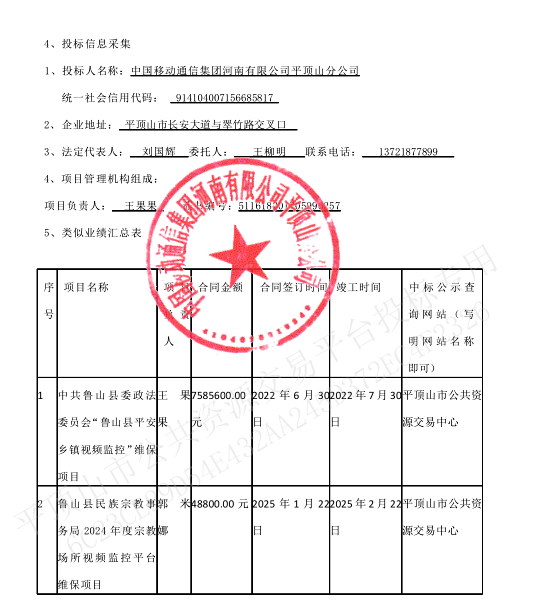 4、投标信息采集
1、投标人名称：中国移动通信集团河南有限公司平顶山分公司
统一社会信用代码： 914104007156685817
2、企业地址： 平顶山市长安大道与翠竹路交叉口
3、法定代表人： 刘国辉 委托人： 王柳明 联系电话： 13721877899
4、项目管理机构组成：
项目负责人： 王果果 编号：
5、类似业绩汇总表
序号 项目名称 项 人 合同金额 合同签订时间 竣工时间 中标公示查询网站（写明网站名称即可）
1 中共鲁山县委政法委员会“鲁山县平安乡镇视频监控”维保项目 王果果 7585600.00元 2022年6月30日 2022年7月30日 平顶山市公共资源交易中心
2 鲁山县民族宗教事务局2024年度宗教场所视频监控平台维保项目 郭米娜 48800.00元 2025年1月22日 2025年2月22日 平顶山市公共资源交易中心
中国移动通信集团河南有限公司平顶山分公司
平顶山市公共资源交易平台投标专用